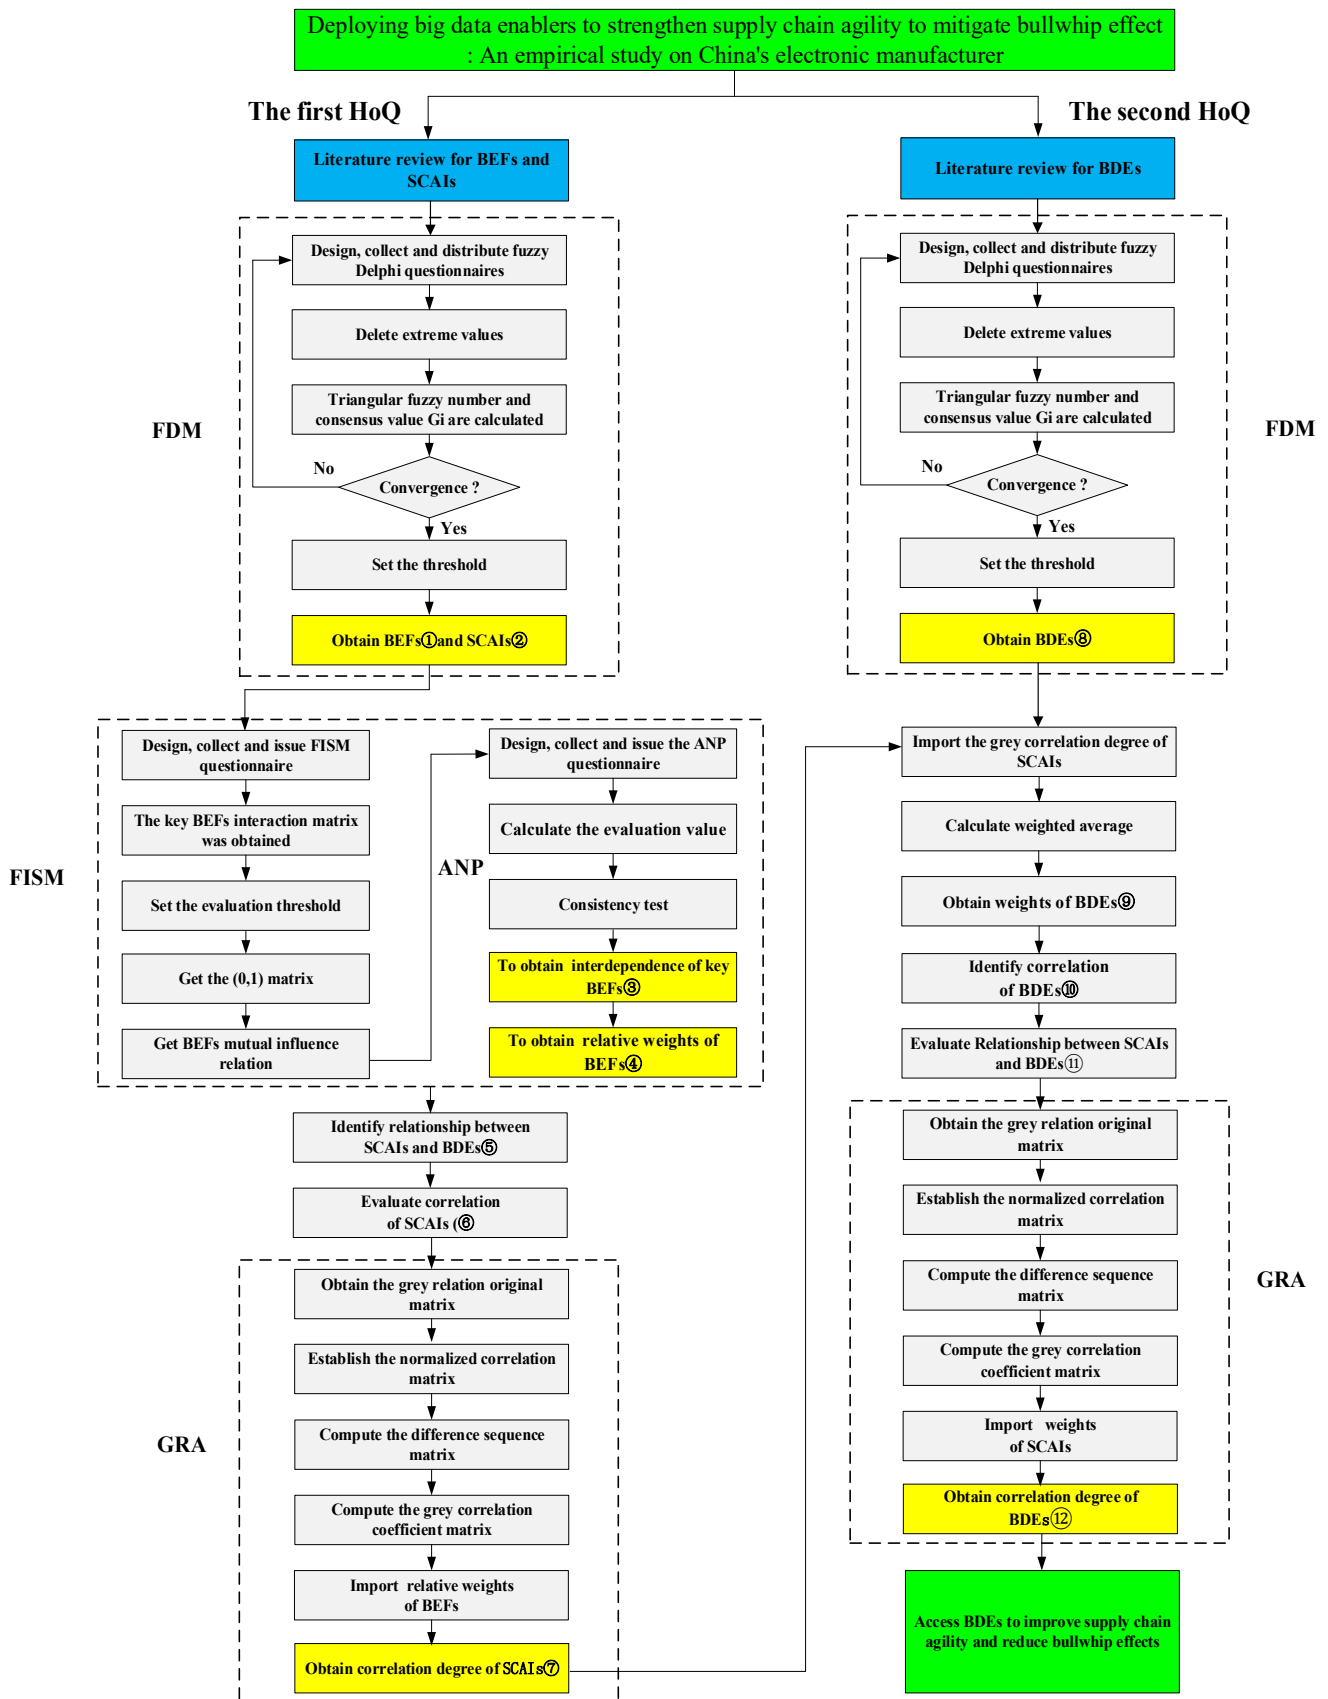 Deploying big data enablers to strengthen supply chain agility to mitigate bullwhip effect
: An empirical study on China's electronic manufacturer
The first HoQ
Literature review for BEFs and
SCAIs
Design, collect and distribute fuzzy
Delphi questionnaires
Delete extreme values
Triangular fuzzy number and
consensus value Gi are calculated
FDM
No
Convergence ?
Yes
Set the threshold
Obtain BEFs①and SCAIs②
Design, collect and issue FISM
questionnaire
The key BEFs interaction matrix
was obtained
FISM
Set the evaluation threshold
Get the (0,1) matrix
Get BEFs mutual influence
relation
Design, collect and issue the ANP
questionnaire
Calculate the evaluation value
ANP
Consistency test
To obtain interdependence of key
BEFs③
To obtain relative weights of
BEFs④
Identify relationship between
SCAIs and BDEs⑤
Evaluate correlation
of SCAIs (⑥
Obtain the grey relation original
matrix
Establish the normalized correlation
matrix
GRA
Compute the difference sequence
matrix
Compute the grey correlation
coefficient matrix
Import relative weights
of BEFs
Obtain correlation degree of SCAIs⑦
The second HoQ
Literature review for BDEs
Design, collect and distribute fuzzy
Delphi questionnaires
Delete extreme values
Triangular fuzzy number and
consensus value Gi are calculated
FDM
No
Convergence ?
Yes
Set the threshold
Obtain BDEs⑧
Import the grey correlation degree of
SCAIs
Calculate weighted average
Obtain weights of BDEs⑨
Identify correlation
of BDEs⑩
Evaluate Relationship between SCAIs
and BDEs⑪
Obtain the grey relation original
matrix
Establish the normalized correlation
matrix
Compute the difference sequence
matrix
GRA
Compute the grey correlation
coefficient matrix
Import weights
of SCAIs
Obtain correlation degree of
BDEs⑫
Access BDEs to improve supply chain
agility and reduce bullwhip effects